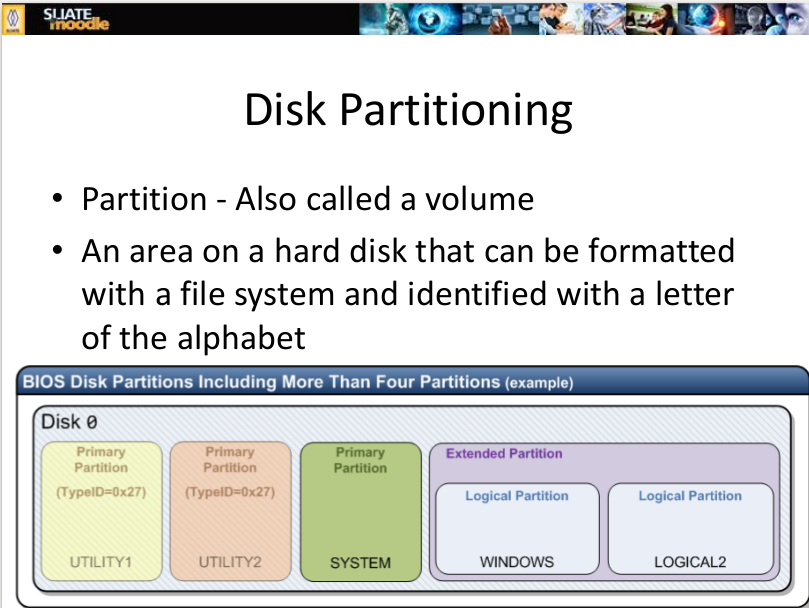 SLIATE
moodle
Disk Partitioning
• Partition - Also called a volume
• An area on a hard disk that can be formatted
with a file system and identified with a letter
of the alphabet
BIOS Disk Partitions Including More Than Four Partitions (example)
Disk 0
Primary
Partition
(TypeID=0x27)
UTILITY1
Primary
Partition
(TypeID=0x27)
UTILITY2
Primary
Partition
SYSTEM
Extended Partition
Logical Partition
WINDOWS
Logical Partition
LOGICAL2